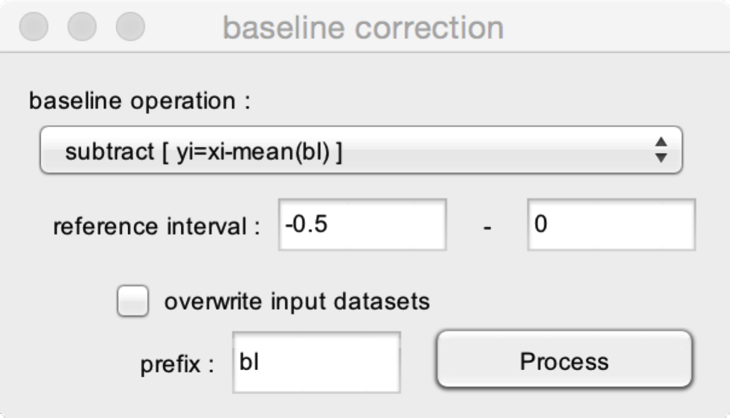 baseline correction
baseline operation :
subtract [ yi=xi-mean(bl) ]
reference interval : -0.5 - 0
overwrite input datasets
prefix : bl Process